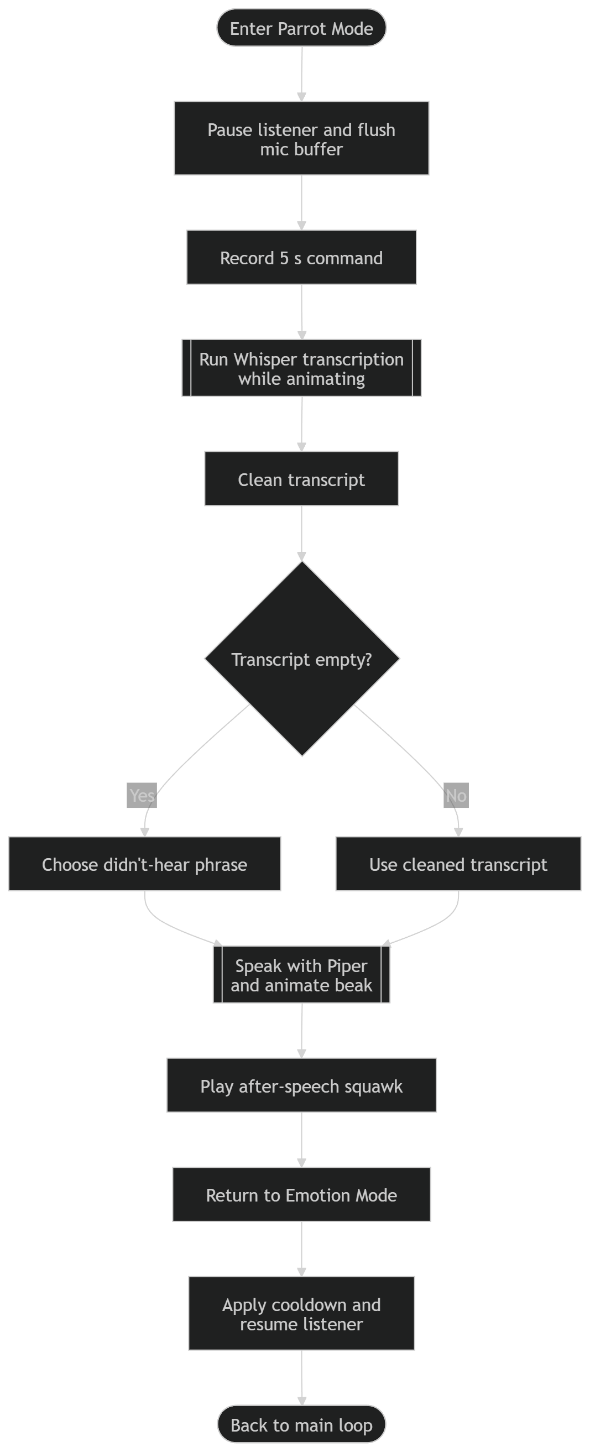 Enter Parrot Mode
Pause listener and flush
mic buffer
Record 5 s command
Run Whisper transcription
while animating
Clean transcript
Transcript empty?
Yes
No
Choose didn't-hear phrase
Use cleaned transcript
Speak with Piper
and animate beak
Play after-speech squawk
Return to Emotion Mode
Apply cooldown and
resume listener
Back to main loop